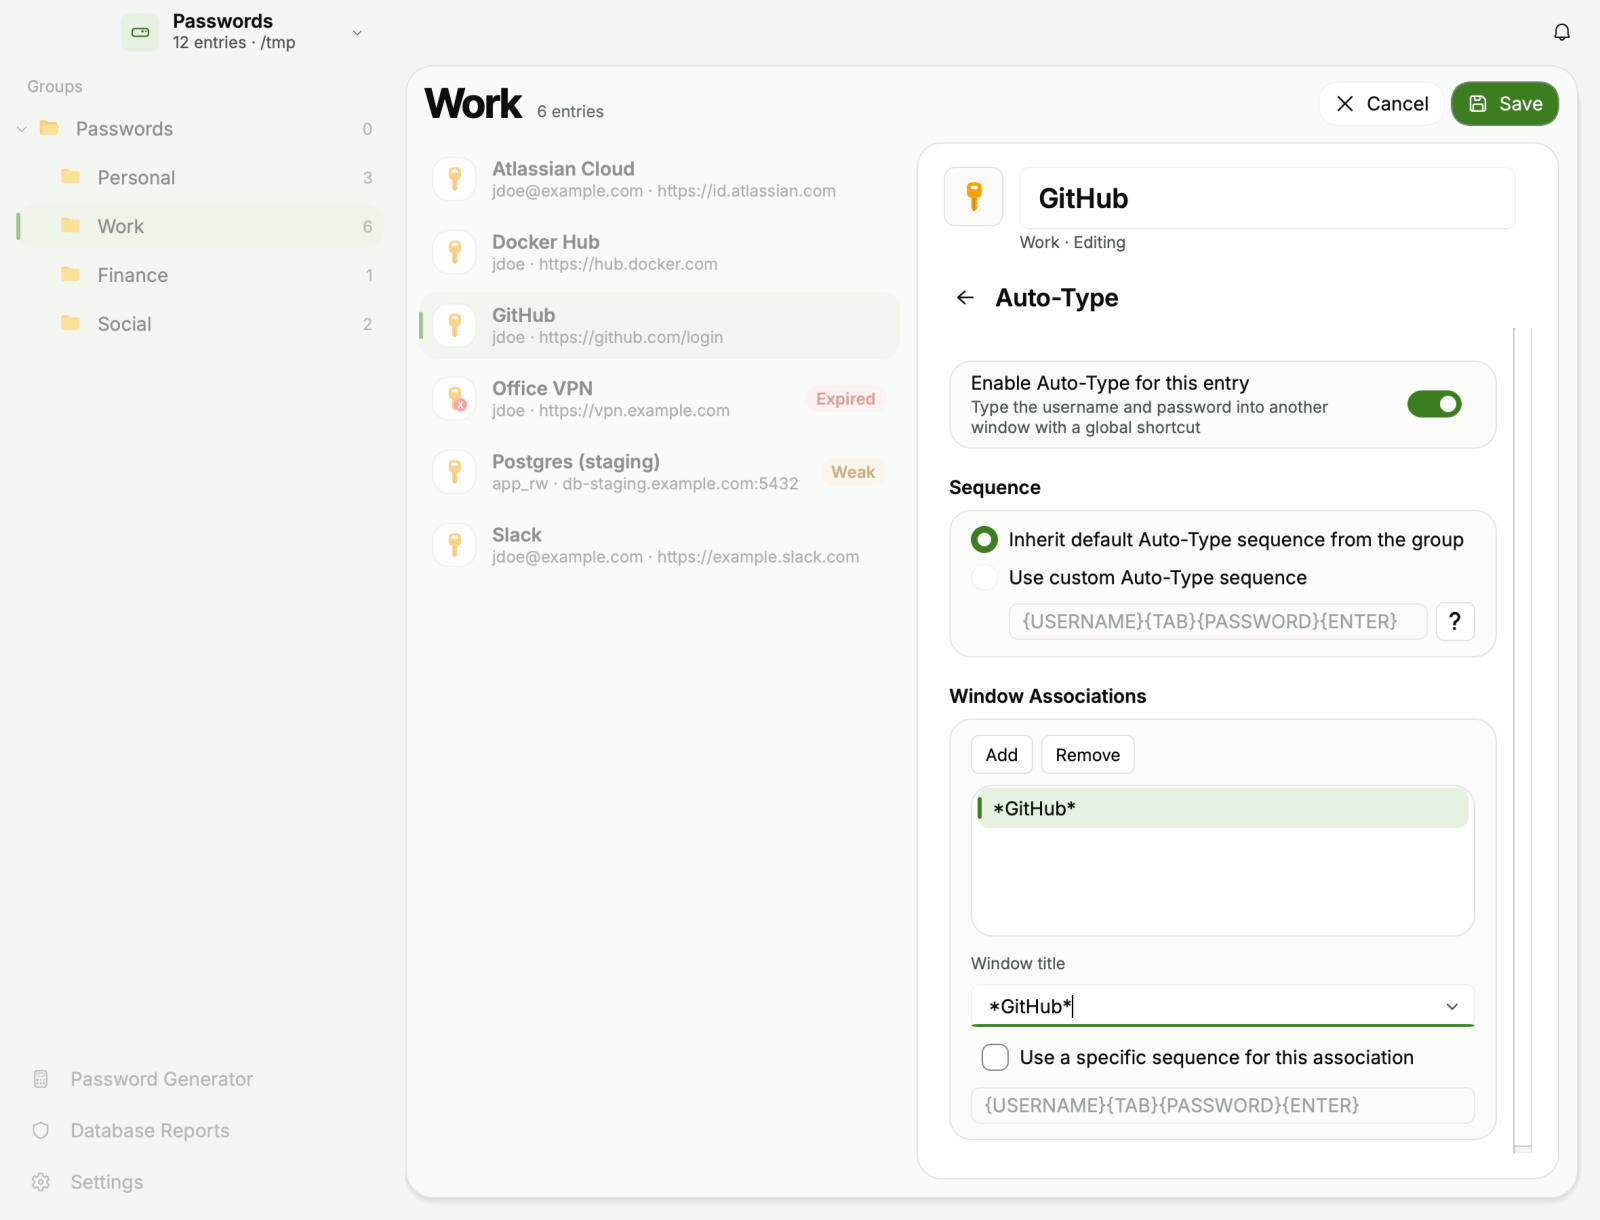 Passwords
12 entries · /tmp
Groups
Passwords 0
Personal 3
Work 6
Finance 1
Social 2
Password Generator
Database Reports
Settings
Work 6 entries
Cancel
Save
Atlassian Cloud
jdoe@example.com · https://id.atlassian.com
Docker Hub
jdoe · https://hub.docker.com
GitHub
jdoe · https://github.com/login
Office VPN
jdoe · https://vpn.example.com
Expired
Postgres (staging)
app_rw · db-staging.example.com:5432
Weak
Slack
jdoe@example.com · https://example.slack.com
GitHub
Work · Editing
Auto-Type
Enable Auto-Type for this entry
Type the username and password into another
window with a global shortcut
Sequence
Inherit default Auto-Type sequence from the group
Use custom Auto-Type sequence
{USERNAME}{TAB}{PASSWORD}{ENTER}
?
Window Associations
Add
Remove
*GitHub*
Window title
*GitHub*
Use a specific sequence for this association
{USERNAME}{TAB}{PASSWORD}{ENTER}